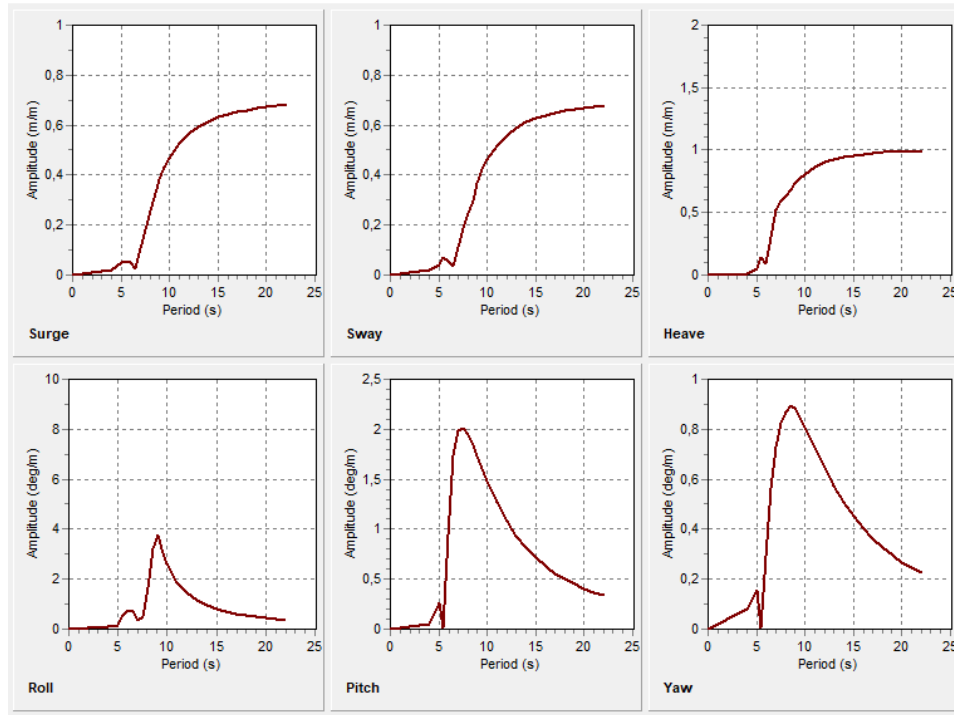 1
0,8
0,6
0,4
0,2
0
Amplitude (m/m)
0 5 10 15 20 25
Period (s)
Surge
1
0,8
0,6
0,4
0,2
0
Amplitude (m/m)
0 5 10 15 20 25
Period (s)
Sway
2
1,5
1
0,5
0
Amplitude (m/m)
0 5 10 15 20 25
Period (s)
Heave
10
8
6
4
2
0
Amplitude (deg/m)
0 5 10 15 20 25
Period (s)
Roll
2,5
2
1,5
1
0,5
0
Amplitude (deg/m)
0 5 10 15 20 25
Period (s)
Pitch
1
0,8
0,6
0,4
0,2
0
Amplitude (deg/m)
0 5 10 15 20 25
Period (s)
Yaw